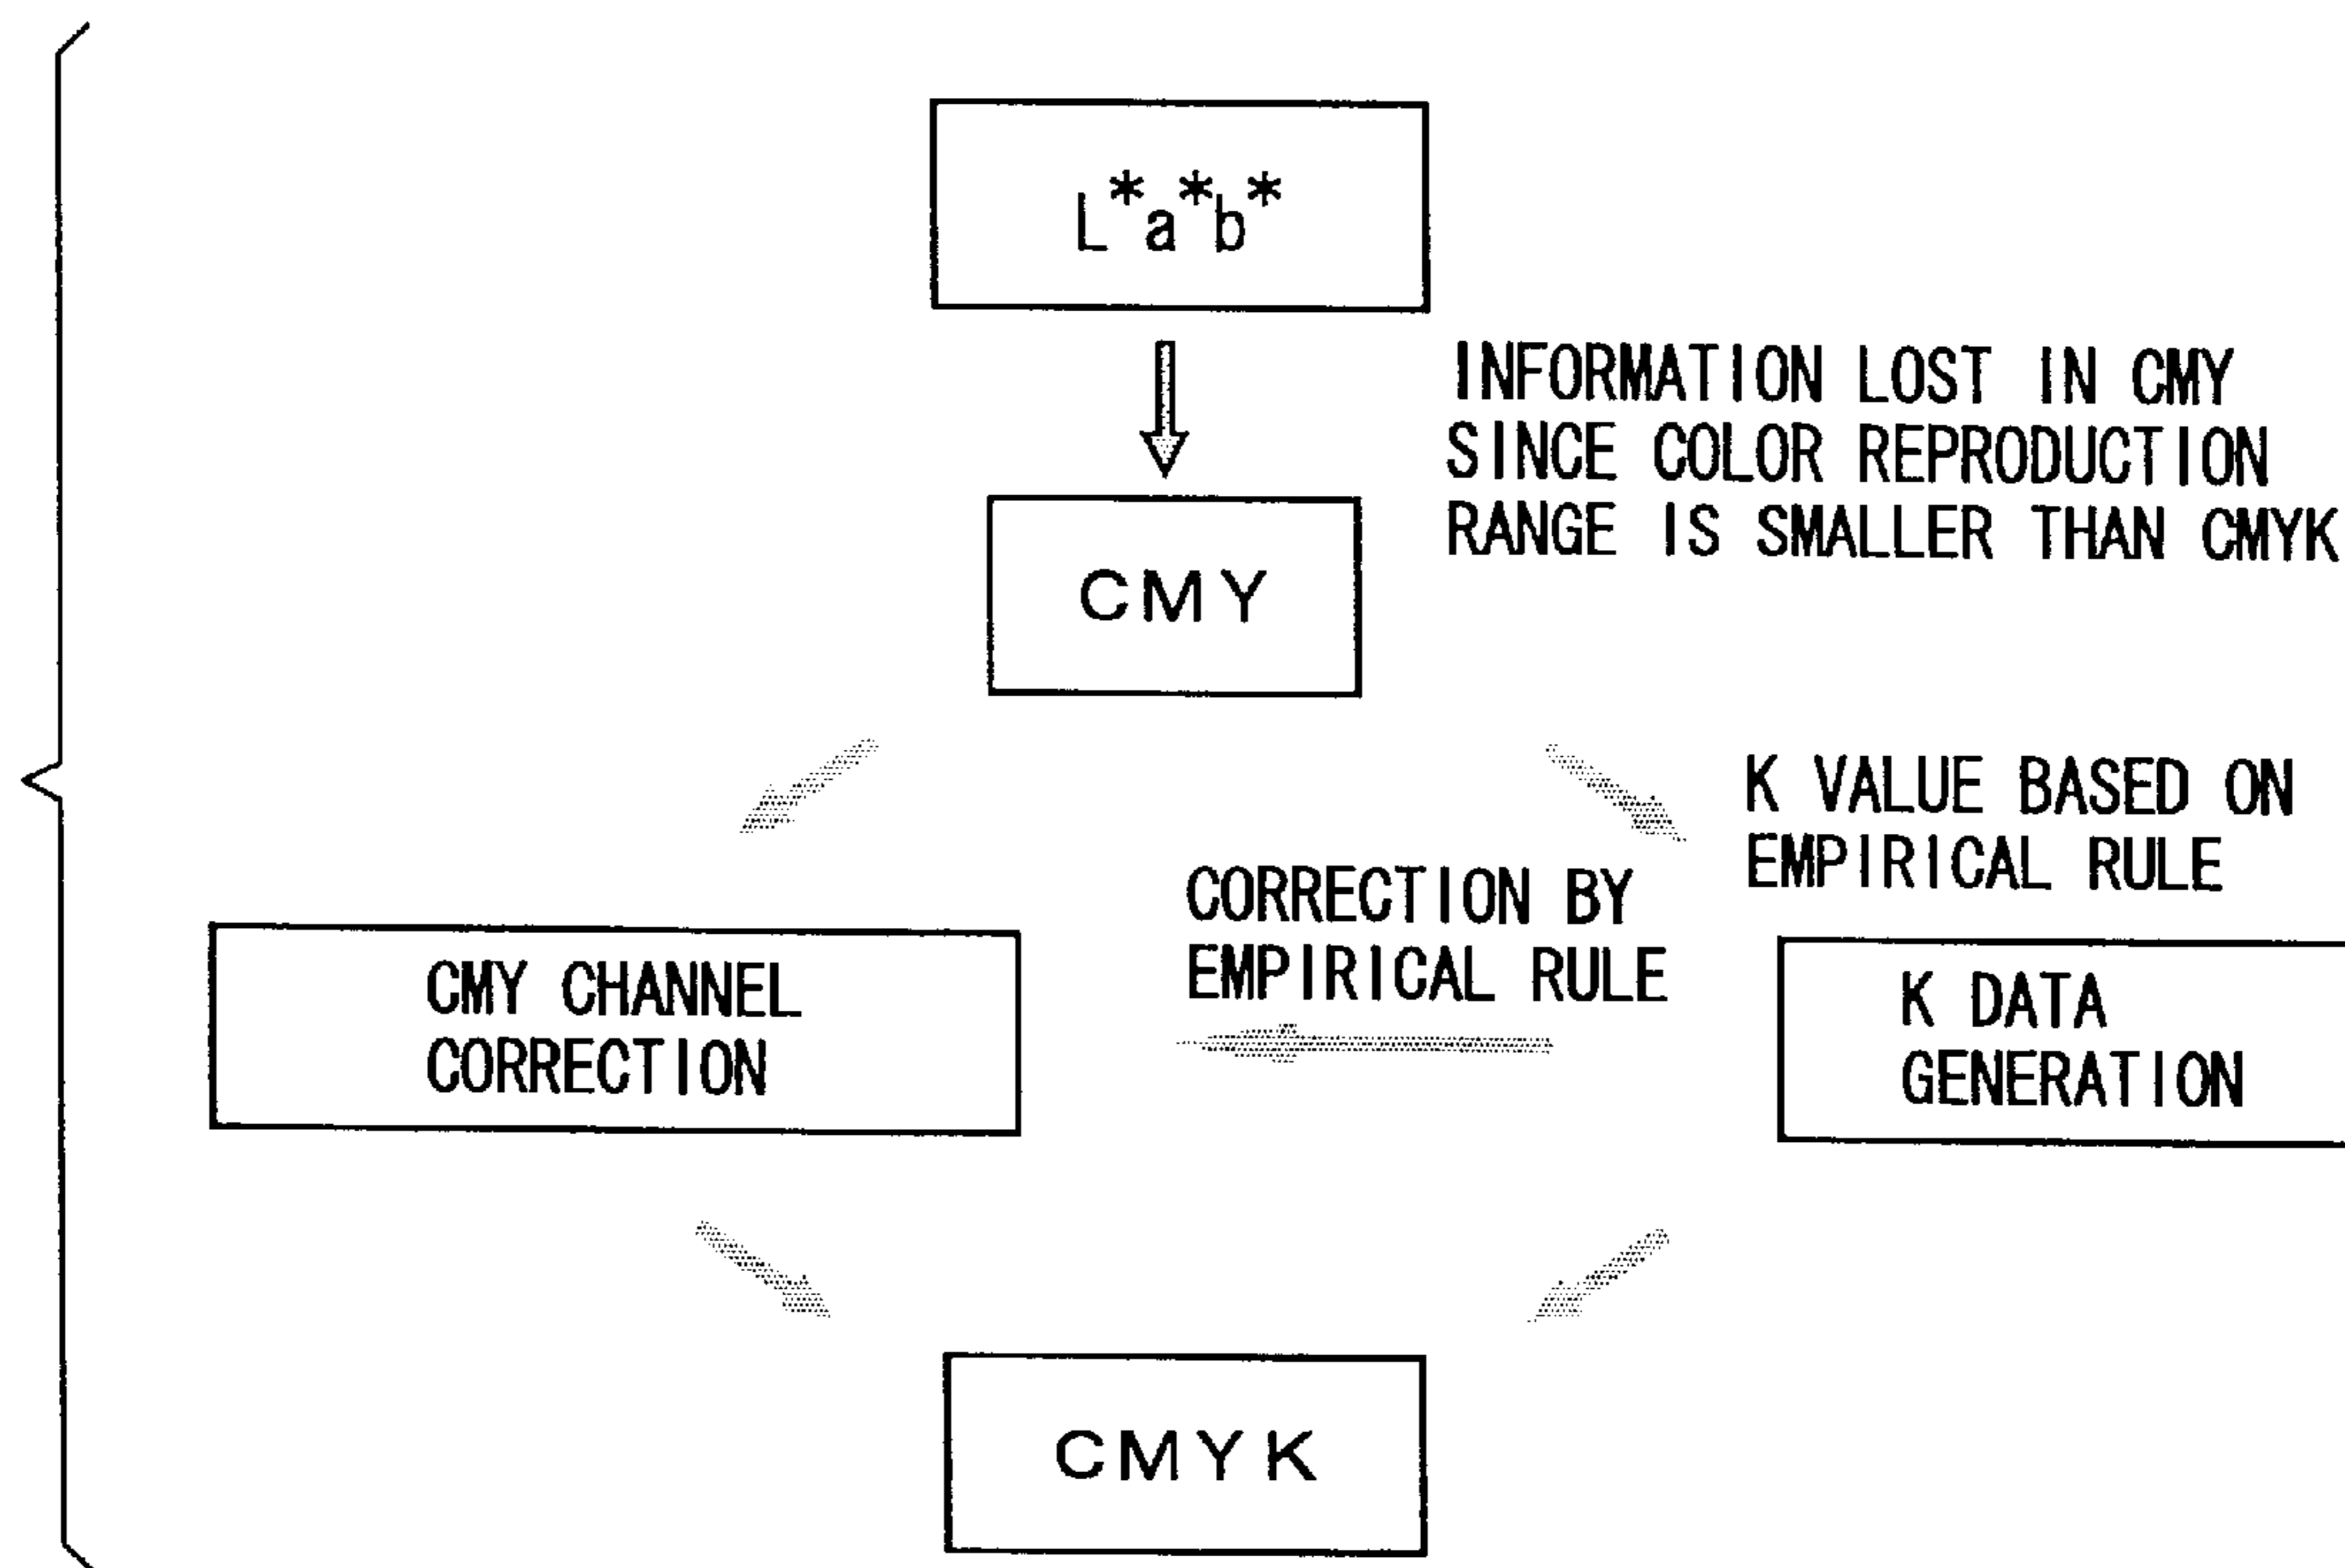 L*a*b*
INFORMATION LOST IN CMY
SINCE COLOR REPRODUCTION
RANGE IS SMALLER THAN CMYK
CMY
K VALUE BASED ON
EMPIRICAL RULE
CORRECTION BY
EMPIRICAL RULE
CMY CHANNEL
CORRECTION
K DATA
GENERATION
CMYK